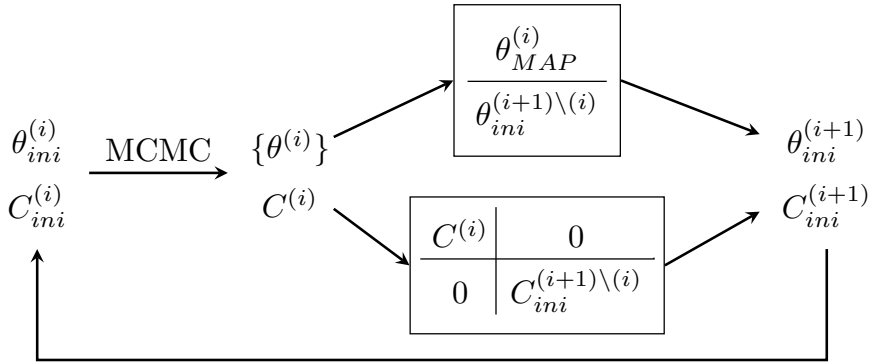 θ_{MAP}^{(i)}
θ_{ini}^{(i+1)\(i)}
θ_{ini}^{(i)} MCMC {θ^{(i)}} θ_{ini}^{(i+1)}
C_{ini}^{(i)} C^{(i)} C_{ini}^{(i+1)}
C^{(i)} 0
0 C_{ini}^{(i+1)\(i)}